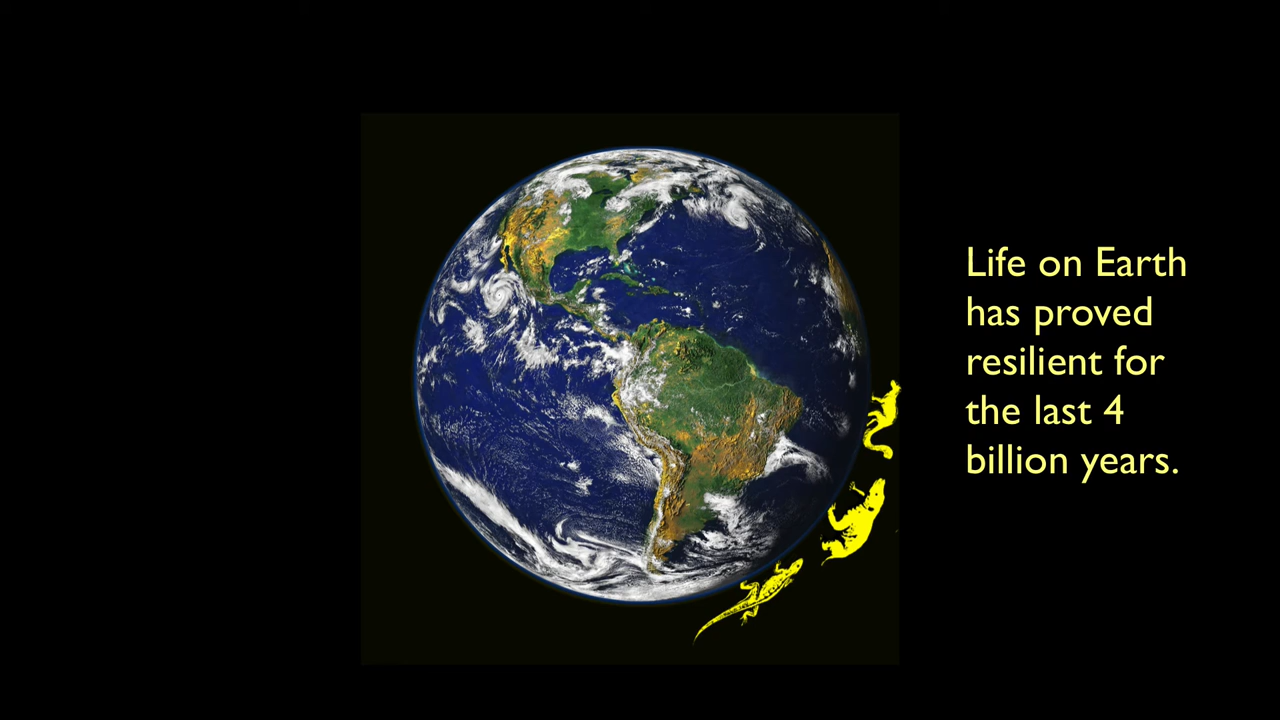 Life on Earth
has proved
resilient for
the last 4
billion years.